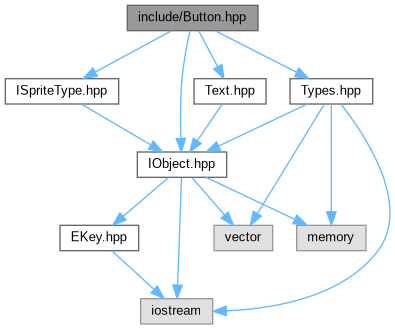 include/Button.hpp
ISpriteType.hpp
Text.hpp
Types.hpp
IObject.hpp
EKey.hpp
vector
memory
iostream